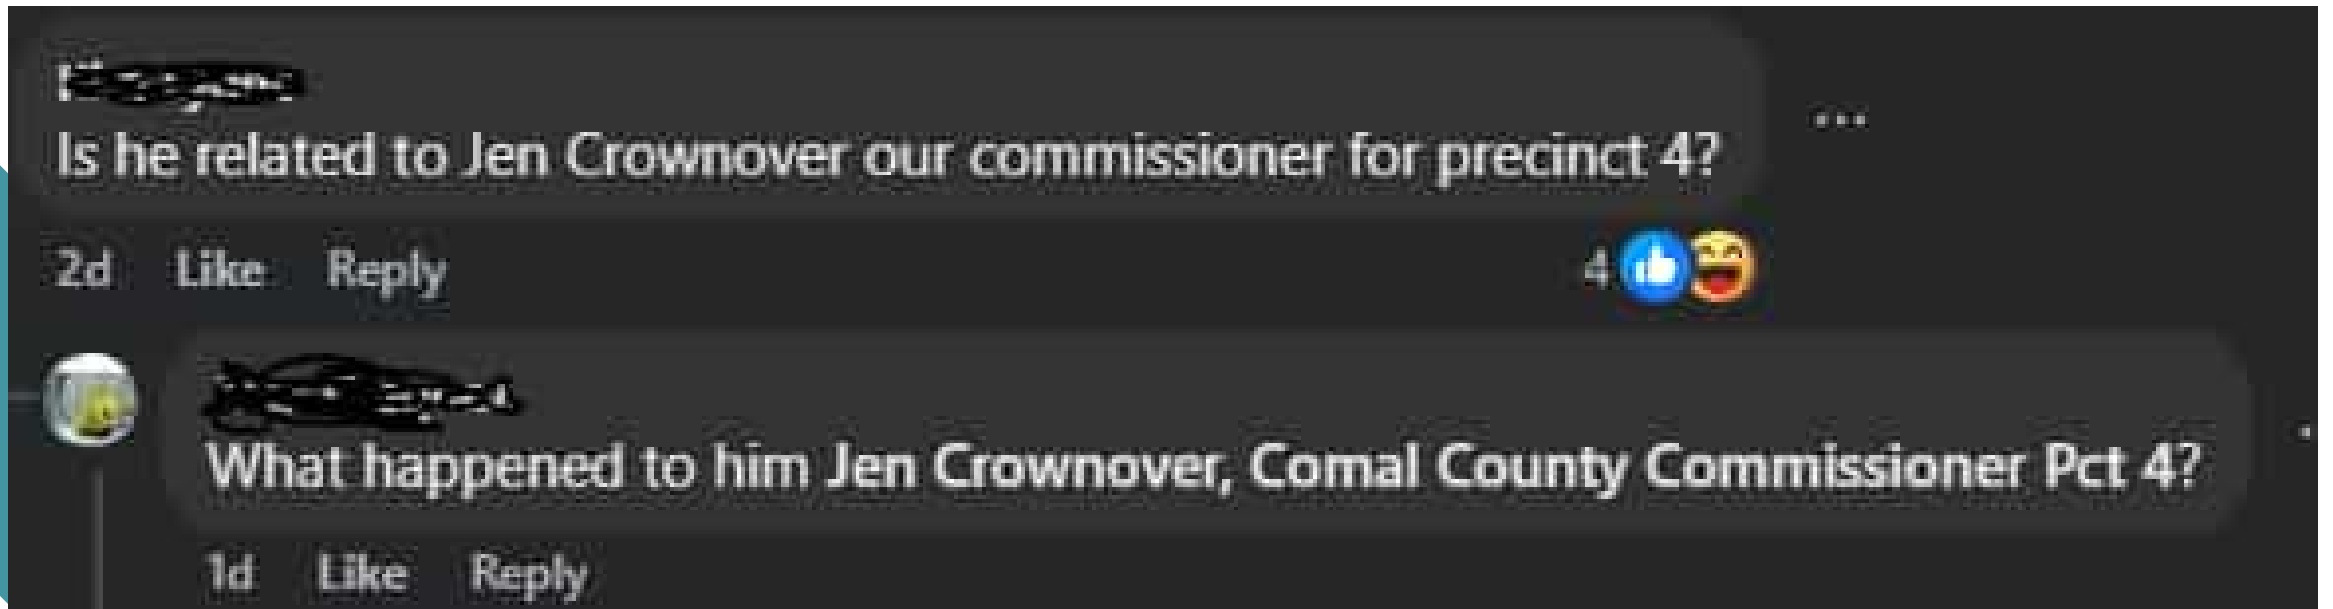 Is he related to Jen Crownover our commissioner for precinct 4?
2d Like Reply 4
What happened to him Jen Crownover, Comal County Commissioner Pct 4?
1d Like Reply